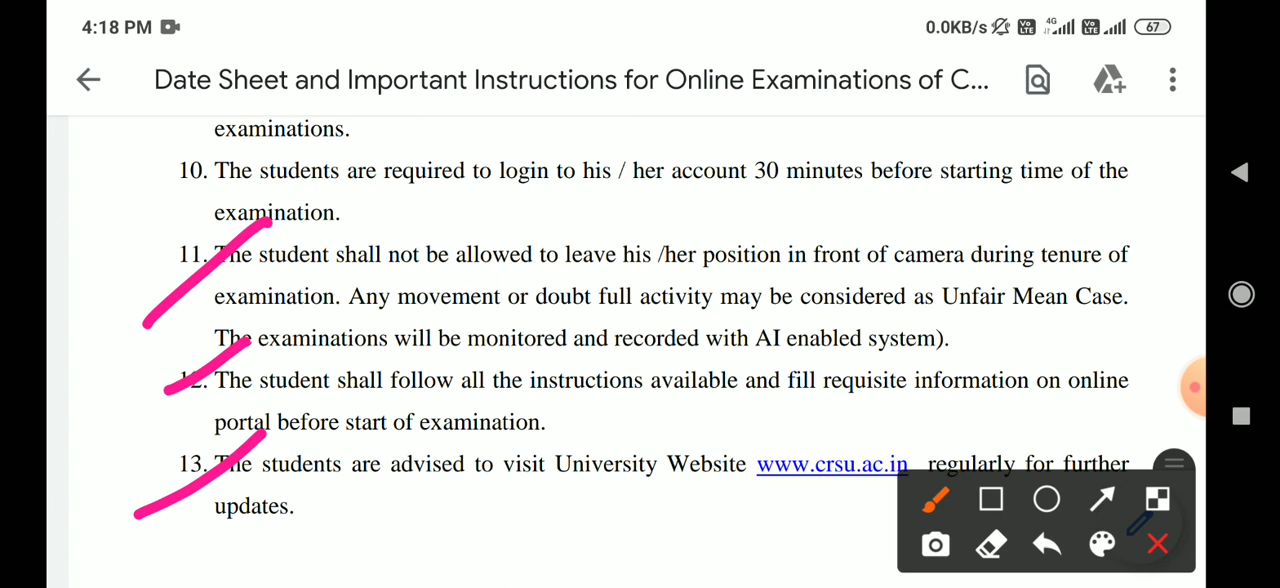 4:18 PM 0.0KB/s Vo LTE 4G Vo LTE 67
Date Sheet and Important Instructions for Online Examinations of C...
examinations.
10. The students are required to login to his / her account 30 minutes before starting time of the
examination.
11. The student shall not be allowed to leave his /her position in front of camera during tenure of
examination. Any movement or doubt full activity may be considered as Unfair Mean Case.
The examinations will be monitored and recorded with AI enabled system).
12. The student shall follow all the instructions available and fill requisite information on online
portal before start of examination.
13. The students are advised to visit University Website www.crsu.ac.in regularly for further
updates.